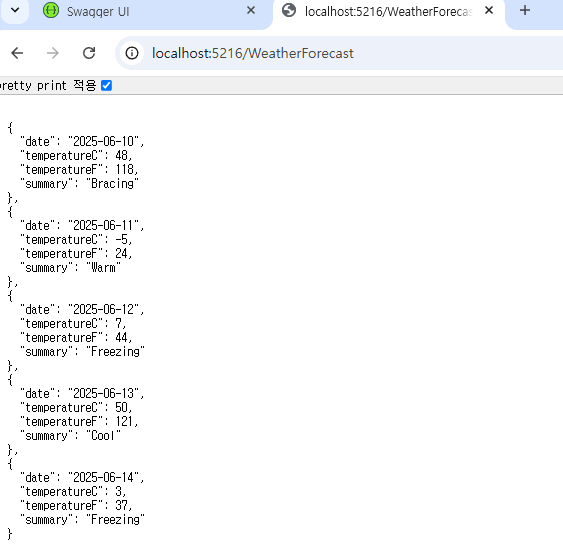 Swagger UI
localhost:5216/WeatherForecas
localhost:5216/WeatherForecast
retty print 적용
{
"date": "2025-06-10",
"temperatureC": 48,
"temperatureF": 118,
"summary": "Bracing"
},
{
"date": "2025-06-11",
"temperatureC": -5,
"temperatureF": 24,
"summary": "Warm"
},
{
"date": "2025-06-12",
"temperatureC": 7,
"temperatureF": 44,
"summary": "Freezing"
},
{
"date": "2025-06-13",
"temperatureC": 50,
"temperatureF": 121,
"summary": "Cool"
},
{
"date": "2025-06-14",
"temperatureC": 3,
"temperatureF": 37,
"summary": "Freezing"
}